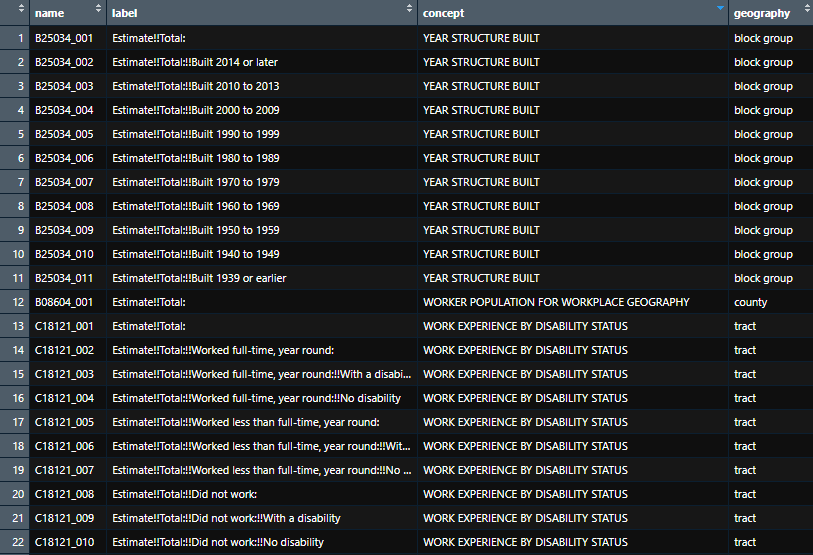 name label concept geography
1 B25034_001 Estimate!!Total: YEAR STRUCTURE BUILT block group
2 B25034_002 Estimate!!Total:!!Built 2014 or later YEAR STRUCTURE BUILT block group
3 B25034_003 Estimate!!Total:!!Built 2010 to 2013 YEAR STRUCTURE BUILT block group
4 B25034_004 Estimate!!Total:!!Built 2000 to 2009 YEAR STRUCTURE BUILT block group
5 B25034_005 Estimate!!Total:!!Built 1990 to 1999 YEAR STRUCTURE BUILT block group
6 B25034_006 Estimate!!Total:!!Built 1980 to 1989 YEAR STRUCTURE BUILT block group
7 B25034_007 Estimate!!Total:!!Built 1970 to 1979 YEAR STRUCTURE BUILT block group
8 B25034_008 Estimate!!Total:!!Built 1960 to 1969 YEAR STRUCTURE BUILT block group
9 B25034_009 Estimate!!Total:!!Built 1950 to 1959 YEAR STRUCTURE BUILT block group
10 B25034_010 Estimate!!Total:!!Built 1940 to 1949 YEAR STRUCTURE BUILT block group
11 B25034_011 Estimate!!Total:!!Built 1939 or earlier YEAR STRUCTURE BUILT block group
12 B08604_001 Estimate!!Total: WORKER POPULATION FOR WORKPLACE GEOGRAPHY county
13 C18121_001 Estimate!!Total: WORK EXPERIENCE BY DISABILITY STATUS tract
14 C18121_002 Estimate!!Total:!!Worked full-time, year round: WORK EXPERIENCE BY DISABILITY STATUS tract
15 C18121_003 Estimate!!Total:!!Worked full-time, year round:!!With a disabi... WORK EXPERIENCE BY DISABILITY STATUS tract
16 C18121_004 Estimate!!Total:!!Worked full-time, year round:!!No disability WORK EXPERIENCE BY DISABILITY STATUS tract
17 C18121_005 Estimate!!Total:!!Worked less than full-time, year round: WORK EXPERIENCE BY DISABILITY STATUS tract
18 C18121_006 Estimate!!Total:!!Worked less than full-time, year round:!!Wit... WORK EXPERIENCE BY DISABILITY STATUS tract
19 C18121_007 Estimate!!Total:!!Worked less than full-time, year round:!!No ... WORK EXPERIENCE BY DISABILITY STATUS tract
20 C18121_008 Estimate!!Total:!!Did not work: WORK EXPERIENCE BY DISABILITY STATUS tract
21 C18121_009 Estimate!!Total:!!Did not work:!!With a disability WORK EXPERIENCE BY DISABILITY STATUS tract
22 C18121_010 Estimate!!Total:!!Did not work:!!No disability WORK EXPERIENCE BY DISABILITY STATUS tract